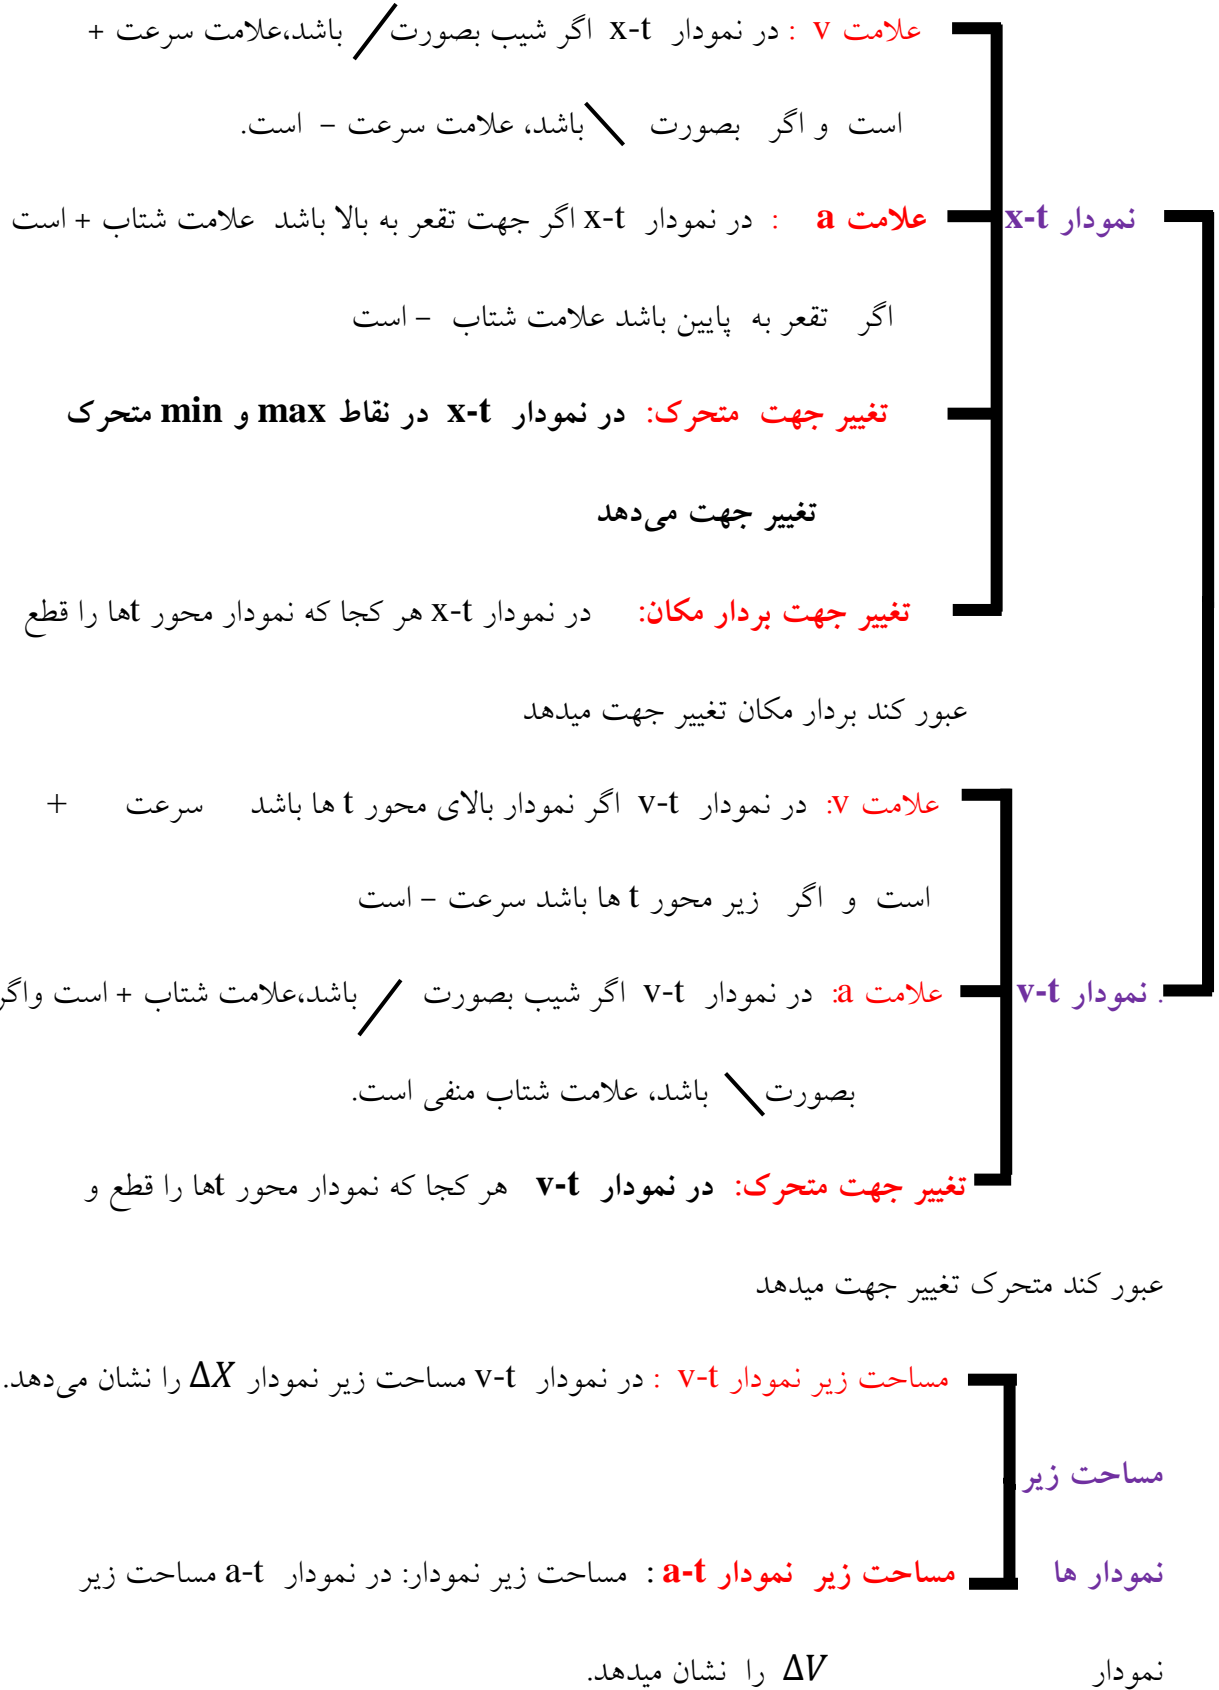 علامت v : در نمودار x-t اگر شیب بصورت / باشد،علامت سرعت +
است و اگر بصورت \ باشد، علامت سرعت – است.
نمودار x-t
علامت a : در نمودار x-t اگر جهت تقعر به بالا باشد علامت شتاب + است
اگر تقعر به پایین باشد علامت شتاب – است
تغییر جهت متحرک: در نمودار x-t در نقاط max و min متحرک
تغییر جهت می‌دهد
تغییر جهت بردار مکان: در نمودار x-t هر کجا که نمودار محور tها را قطع
عبور کند بردار مکان تغییر جهت میدهد
علامت v: در نمودار v-t اگر نمودار بالای محور t ها باشد سرعت +
است و اگر زیر محور t ها باشد سرعت – است
. نمودار v-t
علامت a: در نمودار v-t اگر شیب بصورت / باشد،علامت شتاب + است واگر
بصورت \ باشد، علامت شتاب منفی است.
تغییر جهت متحرک: در نمودار v-t هر کجا که نمودار محور tها را قطع و
عبور کند متحرک تغییر جهت میدهد
مساحت زیر نمودار v-t : در نمودار v-t مساحت زیر نمودار ΔX را نشان می‌دهد.
مساحت زیر
نمودار ها مساحت زیر نمودار a-t : مساحت زیر نمودار: در نمودار a-t مساحت زیر
نمودار ΔV را نشان میدهد.